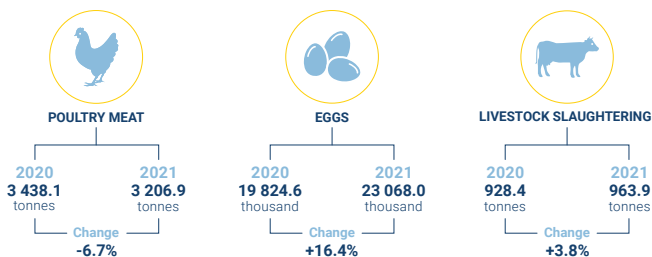 POULTRY MEAT
2020
3 438.1
tonnes
2021
3 206.9
tonnes
Change
-6.7%
EGGS
2020
19 824.6
thousand
2021
23 068.0
thousand
Change
+16.4%
LIVESTOCK SLAUGHTERING
2020
928.4
tonnes
2021
963.9
tonnes
Change
+3.8%